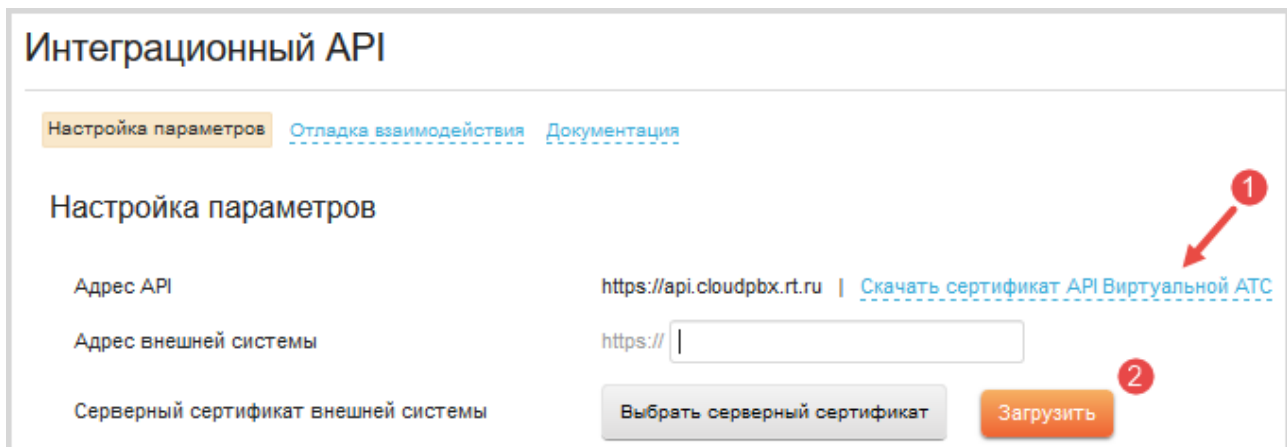 Интеграционный API
Настройка параметров Отладка взаимодействия Документация
Настройка параметров
1
Адрес API https://api.cloudpbx.rt.ru | Скачать сертификат API Виртуальной АТС
Адрес внешней системы https://
2
Серверный сертификат внешней системы Выбрать серверный сертификат Загрузить